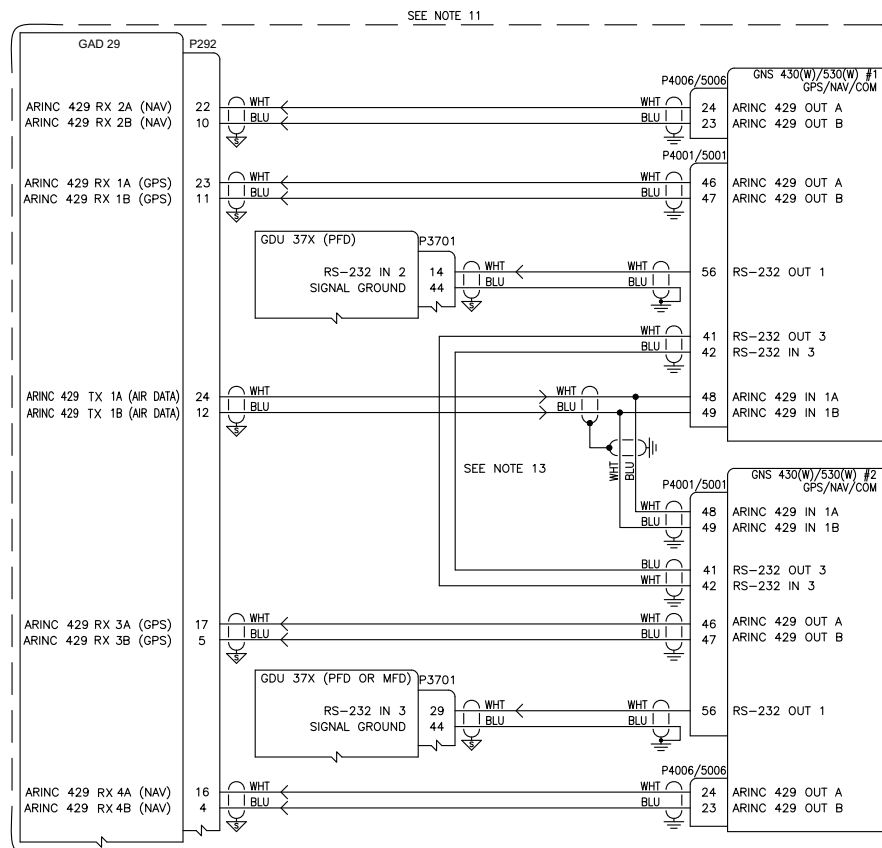 SEE NOTE 11
GAD 29 P292
GNS 430(W)/530(W) #1
GPS/NAV/COM
P4006/5006
ARINC 429 RX 2A (NAV) 22 WHT WHT 24 ARINC 429 OUT A
ARINC 429 RX 2B (NAV) 10 BLU BLU 23 ARINC 429 OUT B
S
P4001/5001
ARINC 429 RX 1A (GPS) 23 WHT WHT 46 ARINC 429 OUT A
ARINC 429 RX 1B (GPS) 11 BLU BLU 47 ARINC 429 OUT B
S
GDU 37X (PFD) P3701
RS-232 IN 2 14 WHT WHT 56 RS-232 OUT 1
SIGNAL GROUND 44 BLU BLU
S
WHT 41 RS-232 OUT 3
BLU 42 RS-232 IN 3
ARINC 429 TX 1A (AIR DATA) 24 WHT WHT 48 ARINC 429 IN 1A
ARINC 429 TX 1B (AIR DATA) 12 BLU BLU 49 ARINC 429 IN 1B
S
SEE NOTE 13
WHT
BLU
GNS 430(W)/530(W) #2
GPS/NAV/COM
P4001/5001
WHT 48 ARINC 429 IN 1A
BLU 49 ARINC 429 IN 1B
BLU 41 RS-232 OUT 3
WHT 42 RS-232 IN 3
ARINC 429 RX 3A (GPS) 17 WHT WHT 46 ARINC 429 OUT A
ARINC 429 RX 3B (GPS) 5 BLU BLU 47 ARINC 429 OUT B
S
GDU 37X (PFD OR MFD) P3701
RS-232 IN 3 29 WHT WHT 56 RS-232 OUT 1
SIGNAL GROUND 44 BLU BLU
S
P4006/5006
ARINC 429 RX 4A (NAV) 16 WHT WHT 24 ARINC 429 OUT A
ARINC 429 RX 4B (NAV) 4 BLU BLU 23 ARINC 429 OUT B
S